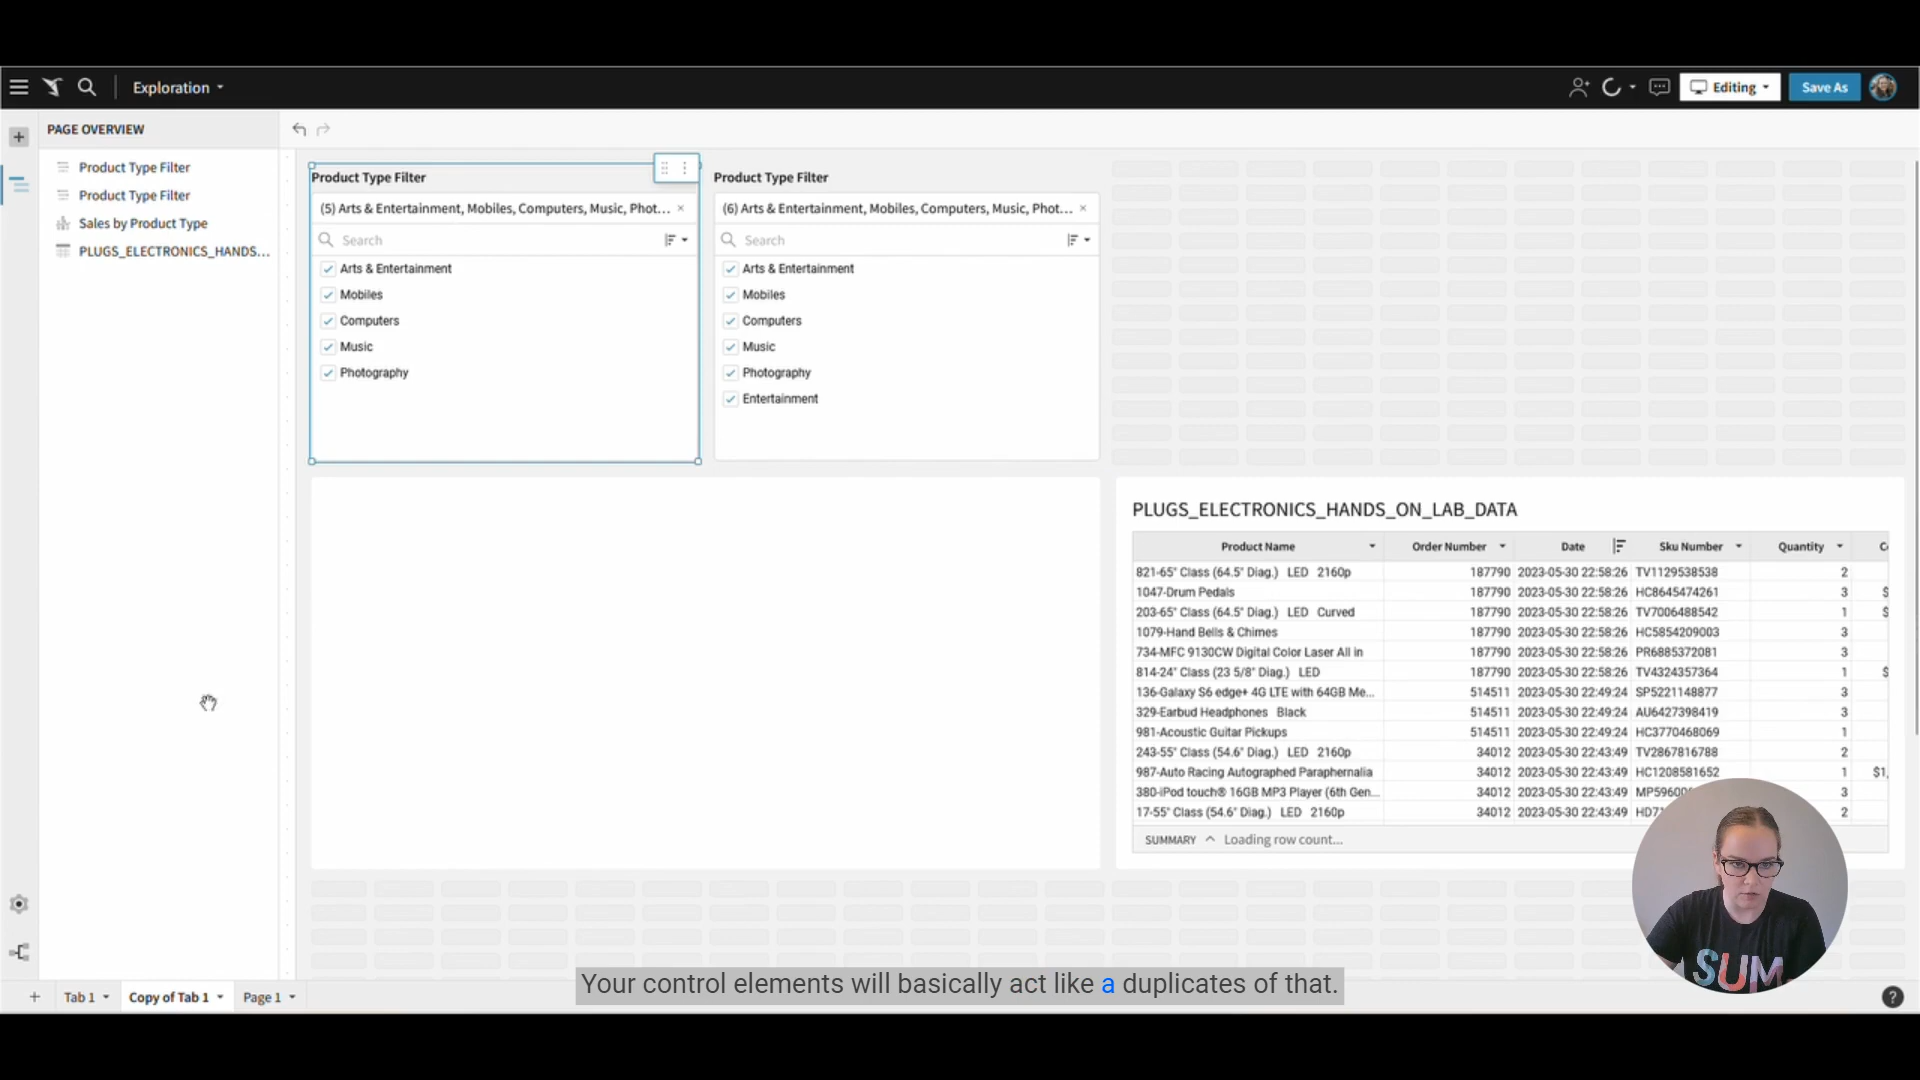 Exploration
Editing
Save As
PAGE OVERVIEW
Product Type Filter
Product Type Filter
Sales by Product Type
PLUGS_ELECTRONICS_HANDS...
Product Type Filter
(5) Arts & Entertainment, Mobiles, Computers, Music, Phot...
Search
Arts & Entertainment
Mobiles
Computers
Music
Photography
Product Type Filter
(6) Arts & Entertainment, Mobiles, Computers, Music, Phot...
Search
Arts & Entertainment
Mobiles
Computers
Music
Photography
Entertainment
PLUGS_ELECTRONICS_HANDS_ON_LAB_DATA
Product Name Order Number Date Sku Number Quantity
821-65" Class (64.5" Diag.) LED 2160p 187790 2023-05-30 22:58:26 TV1129538538 2
1047-Drum Pedals 187790 2023-05-30 22:58:26 HC8645474261 3 $
203-65" Class (64.5" Diag.) LED Curved 187790 2023-05-30 22:58:26 TV7006488542 1 $
1079-Hand Bells & Chimes 187790 2023-05-30 22:58:26 HC5854209003 3
734-MFC 9130CW Digital Color Laser All in 187790 2023-05-30 22:58:26 PR6885372081 3
814-24" Class (23 5/8" Diag.) LED 187790 2023-05-30 22:58:26 TV4324357364 1 $
136-Galaxy S6 edge+ 4G LTE with 64GB Me... 514511 2023-05-30 22:49:24 SP5221148877 3
329-Earbud Headphones Black 514511 2023-05-30 22:49:24 AU6427398419 3
981-Acoustic Guitar Pickups 514511 2023-05-30 22:49:24 HC3770468069 1
243-55" Class (54.6" Diag.) LED 2160p 34012 2023-05-30 22:43:49 TV2867816788 2
987-Auto Racing Autographed Paraphernalia 34012 2023-05-30 22:43:49 HC1208581652 1 $1,
380-iPod touch® 16GB MP3 Player (6th Gen... 34012 2023-05-30 22:43:49 3
17-55" Class (54.6" Diag.) LED 2160p 34012 2023-05-30 22:43:49 2
SUMMARY Loading row count...
SUM
Your control elements will basically act like a duplicates of that.
Tab 1 Copy of Tab 1 Page 1
?